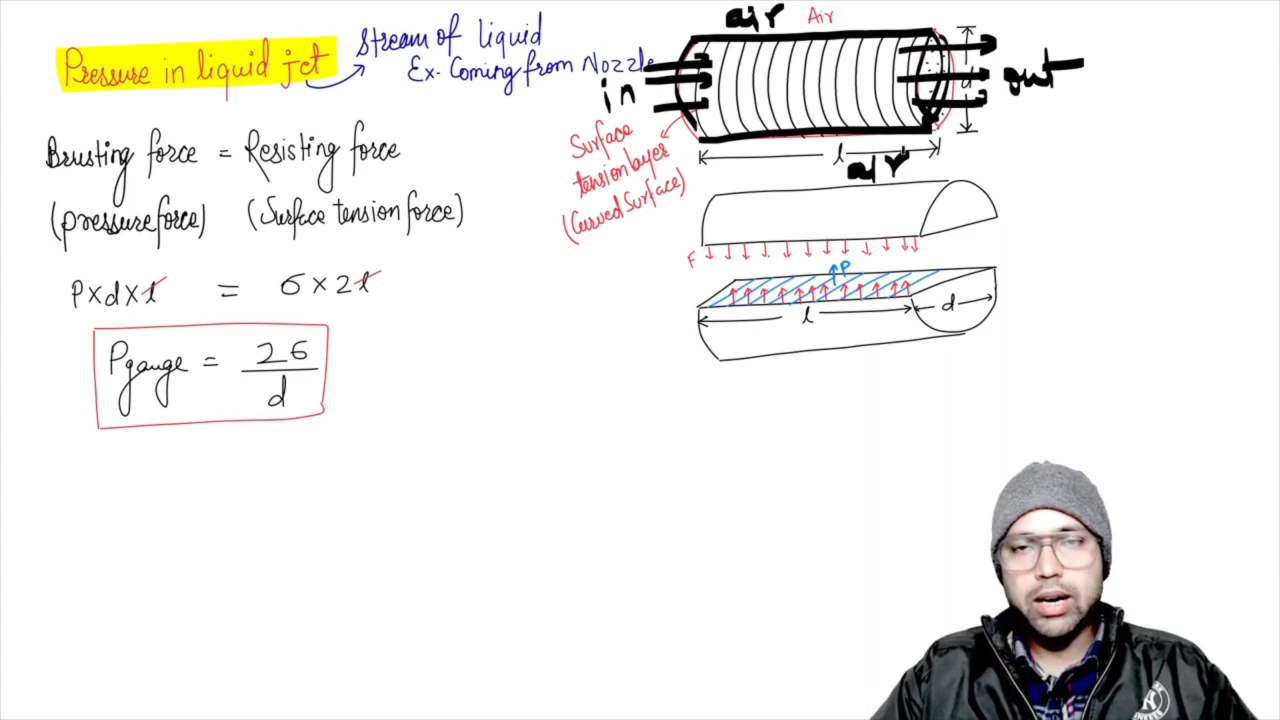 Pressure in liquid jet
Stream of liquid
Ex- Coming from Nozzle
Brusting force = Resisting force
(pressure force) (Surface tension force)
P × d × l = σ × 2l
Pgauge = 2σ / d
air Air
in
out
d
Surface
tension layer
(Curved Surface)
l
air
F
P
l
d